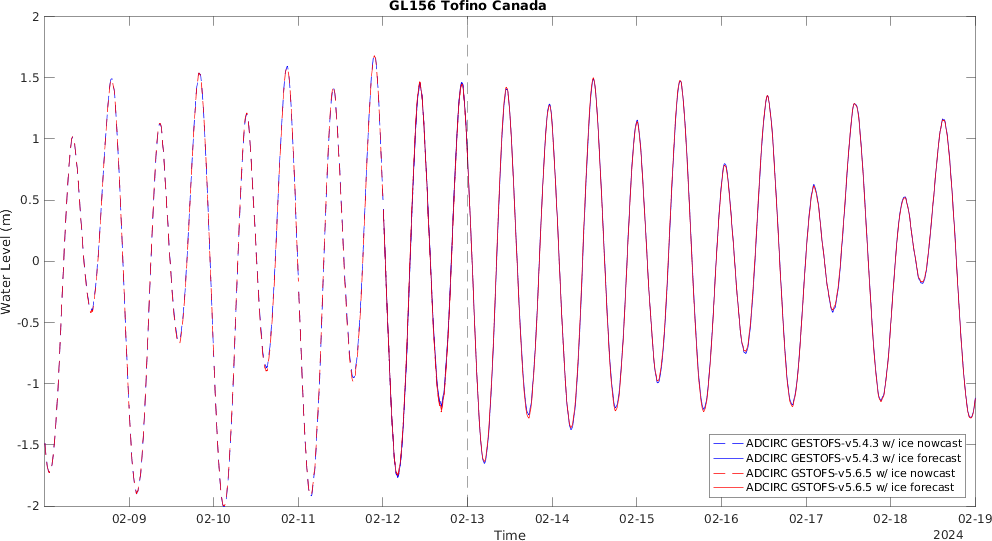 GL156 Tofino Canada
2
1.5
1
0.5
0
-0.5
-1
-1.5
-2
Water Level (m)
ADCIRC GESTOFS-v5.4.3 w/ ice nowcast
ADCIRC GESTOFS-v5.4.3 w/ ice forecast
ADCIRC GSTOFS-v5.6.5 w/ ice nowcast
ADCIRC GSTOFS-v5.6.5 w/ ice forecast
02-09 02-10 02-11 02-12 02-13 02-14 02-15 02-16 02-17 02-18 02-19
Time
2024